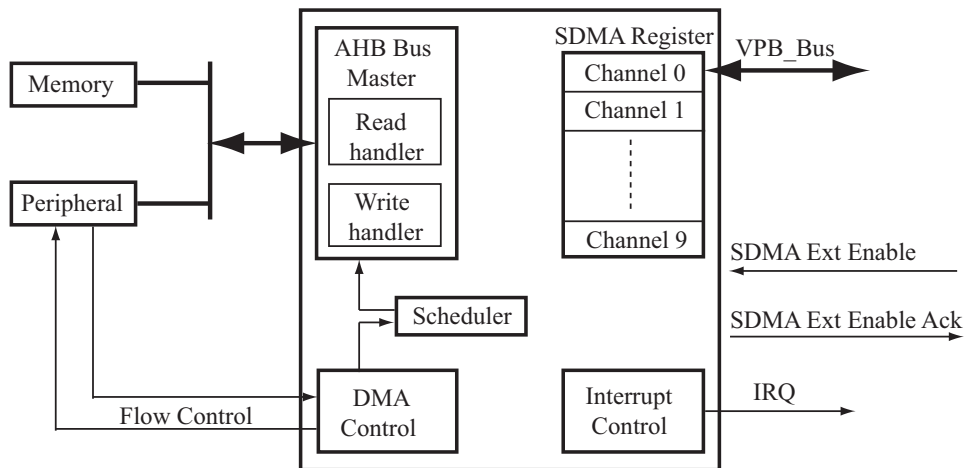 AHB Bus
Master
Read
handler
Write
handler
SDMA Register
Channel 0
Channel 1
Channel 9
VPB_Bus
Memory
Peripheral
SDMA Ext Enable
SDMA Ext Enable Ack
Scheduler
DMA
Control
Flow Control
Interrupt
Control
IRQ